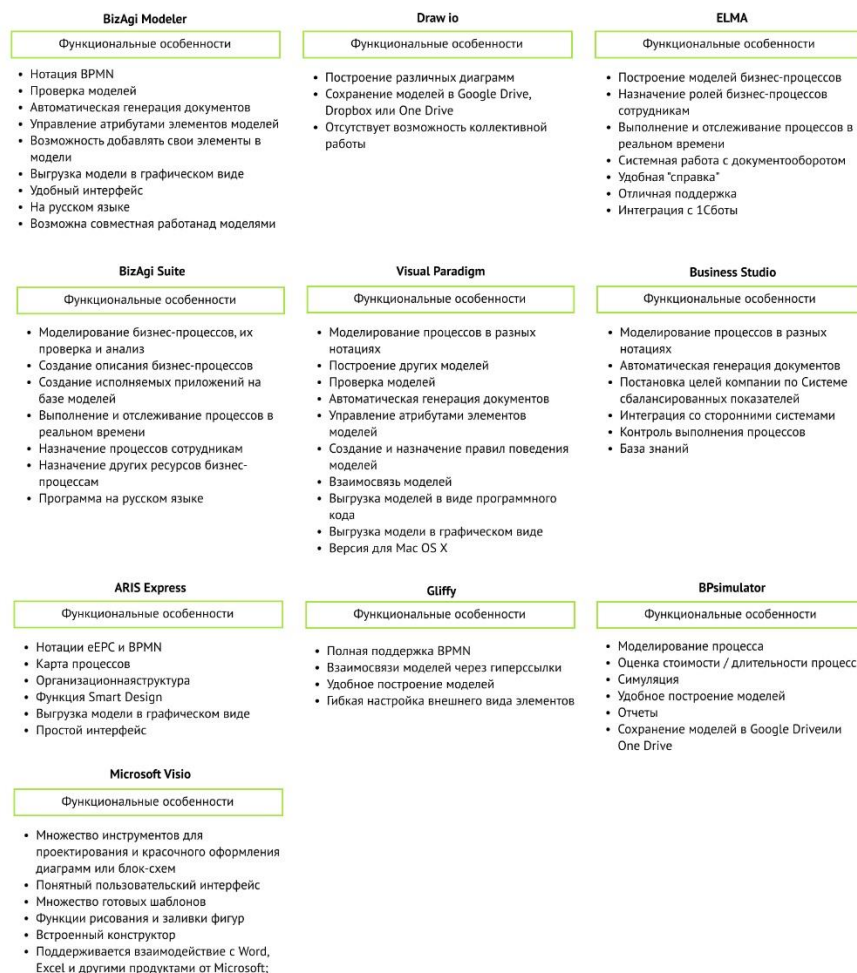 BizAgi Modeler
Функциональные особенности
• Нотация BPMN
• Проверка моделей
• Автоматическая генерация документов
• Управление атрибутами элементов моделей
• Возможность добавлять свои элементы в
модели
• Выгрузка модели в графическом виде
• Удобный интерфейс
• На русском языке
• Возможна совместная работанад моделями
Draw io
Функциональные особенности
• Построение различных диаграмм
• Сохранение моделей в Google Drive,
Dropbox или One Drive
• Отсутствует возможность коллективной
работы
ELMA
Функциональные особенности
• Построение моделей бизнес-процессов
• Назначение ролей бизнес-процессов
сотрудникам
• Выполнение и отслеживание процессов в
реальном времени
• Системная работа с документооборотом
• Удобная "справка"
• Отличная поддержка
• Интеграция с 1Сботы
BizAgi Suite
Функциональные особенности
• Моделирование бизнес-процессов, их
проверка и анализ
• Создание описания бизнес-процессов
• Создание исполняемых приложений на
базе моделей
• Выполнение и отслеживание процессов в
реальном времени
• Назначение процессов сотрудникам
• Назначение других ресурсов бизнес-
процессам
• Программа на русском языке
Visual Paradigm
Функциональные особенности
• Моделирование процессов в разных
нотациях
• Построение других моделей
• Проверка моделей
• Автоматическая генерация документов
• Управление атрибутами элементов
моделей
• Создание и назначение правил поведения
моделей
• Взаимосвязь моделей
• Выгрузка моделей в виде программного
кода
• Выгрузка модели в графическом виде
• Версия для Mac OS X
Business Studio
Функциональные особенности
• Моделирование процессов в разных
нотациях
• Автоматическая генерация документов
• Постановка целей компании по Системе
сбалансированных показателей
• Интеграция со сторонними системами
• Контроль выполнения процессов
• База знаний
ARIS Express
Функциональные особенности
• Нотации eEPC и BPMN
• Карта процессов
• Организационнаяструктура
• Функция Smart Design
• Выгрузка модели в графическом виде
• Простой интерфейс
Gliffy
Функциональные особенности
• Полная поддержка BPMN
• Взаимосвязи моделей через гиперссылки
• Удобное построение моделей
• Гибкая настройка внешнего вида элементов
BPsimulator
Функциональные особенности
• Моделирование процесса
• Оценка стоимости / длительности процесс
• Симуляция
• Удобное построение моделей
• Отчеты
• Сохранение моделей в Google Driveили
One Drive
Microsoft Visio
Функциональные особенности
• Множество инструментов для
проектирования и красочного оформления
диаграмм или блок-схем
• Понятный пользовательский интерфейс
• Множество готовых шаблонов
• Функции рисования и заливки фигур
• Встроенный конструктор
• Поддерживается взаимодействие с Word,
Excel и другими продуктами от Microsoft;